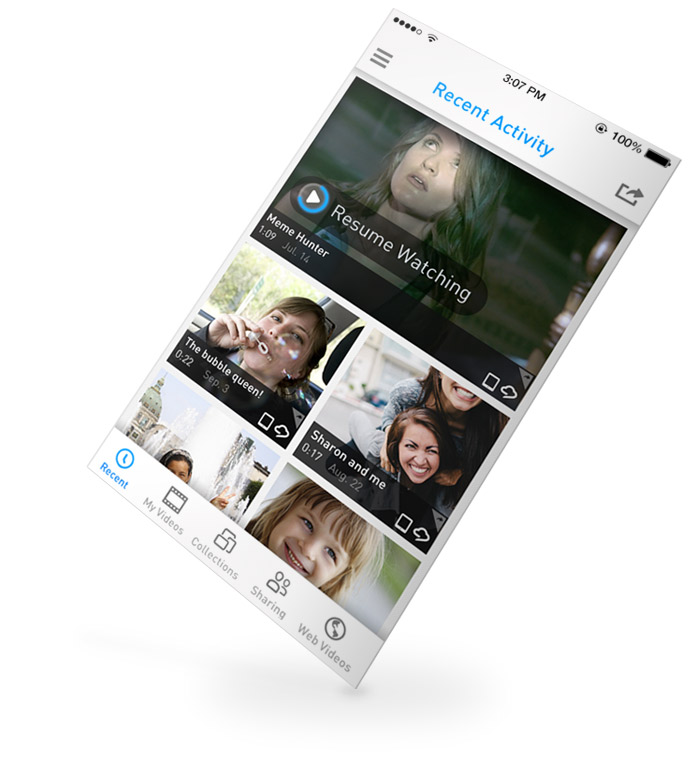 3:07 PM
100%
Recent Activity
Resume Watching
Meme Hunter
1:09 Jul. 14
The bubble queen!
0:22 Sep. 3
Sharon and me
0:17 Aug. 22
Recent
My Videos
Collections
Sharing
Web Videos